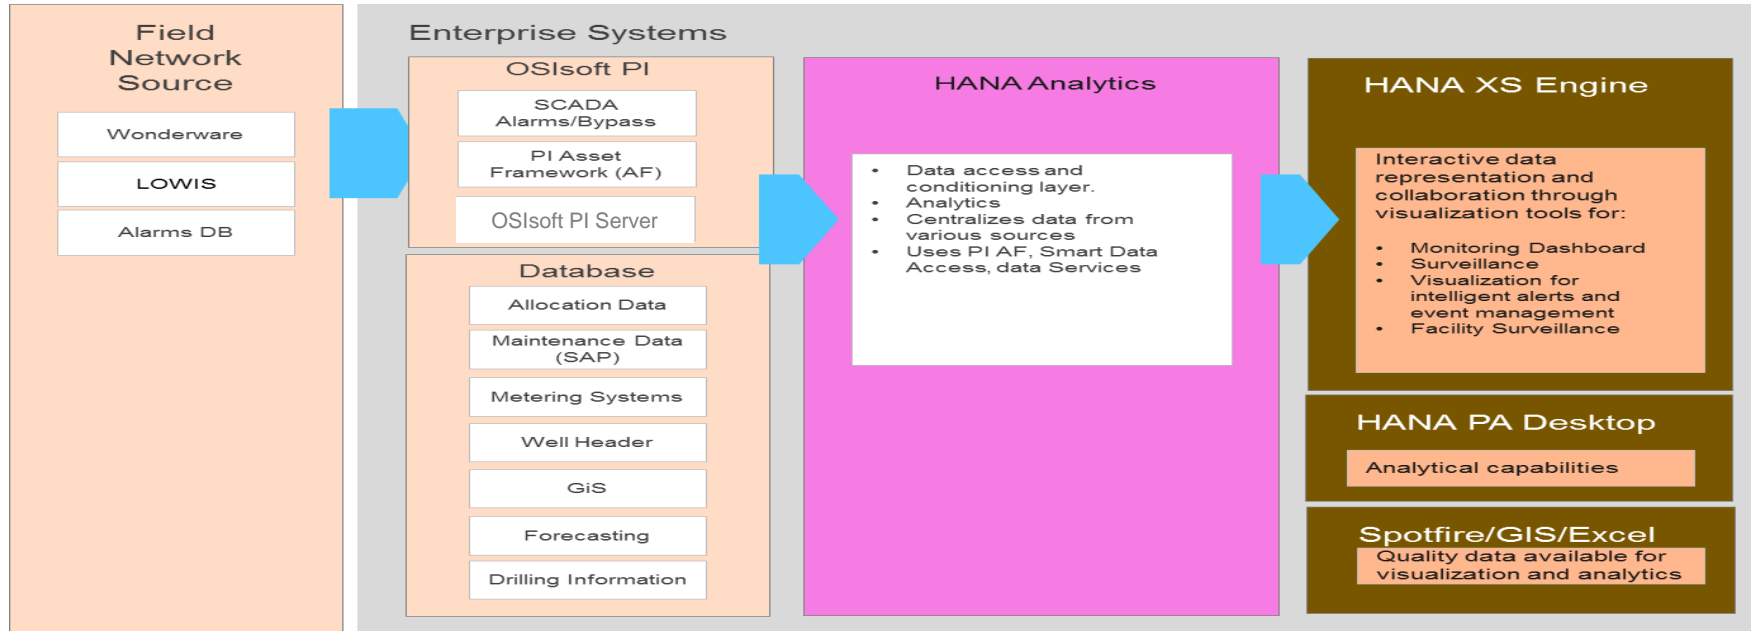 Field
Network
Source
Wonderware
LOWIS
Alarms DB
Enterprise Systems
OSIsoft PI
SCADA
Alarms/Bypass
PI Asset
Framework (AF)
OSIsoft PI Server
Database
Allocation Data
Maintenance Data
(SAP)
Metering Systems
Well Header
GiS
Forecasting
Drilling Information
HANA Analytics
• Data access and
conditioning layer.
• Analytics
• Centralizes data from
various sources
• Uses PI AF, Smart Data
Access, data Services
HANA XS Engine
Interactive data
representation and
collaboration through
visualization tools for:
• Monitoring Dashboard
• Surveillance
• Visualization for
intelligent alerts and
event management
• Facility Surveillance
HANA PA Desktop
Analytical capabilities
Spotfire/GIS/Excel
Quality data available for
visualization and analytics